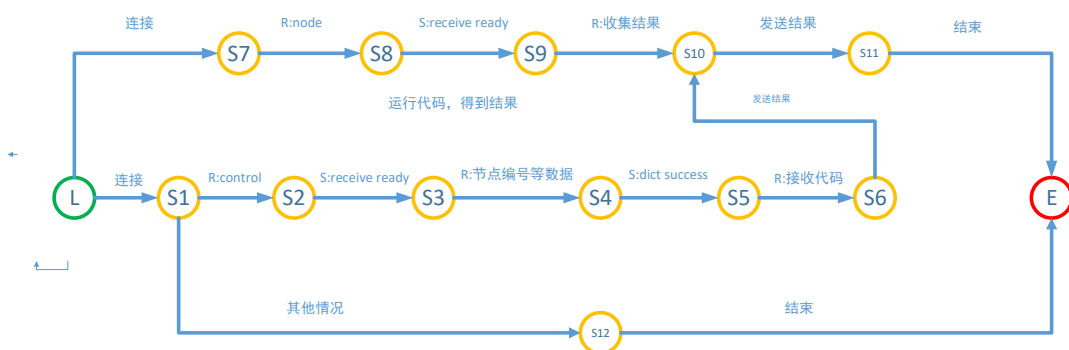 连接
R:node
S:receive ready
R:收集结果
发送结果
结束
S7
S8
S9
S10
S11
运行代码，得到结果
发送结果
连接
R:control
S:receive ready
R:节点编号等数据
S:dict success
R:接收代码
L
S1
S2
S3
S4
S5
S6
E
其他情况
结束
S12